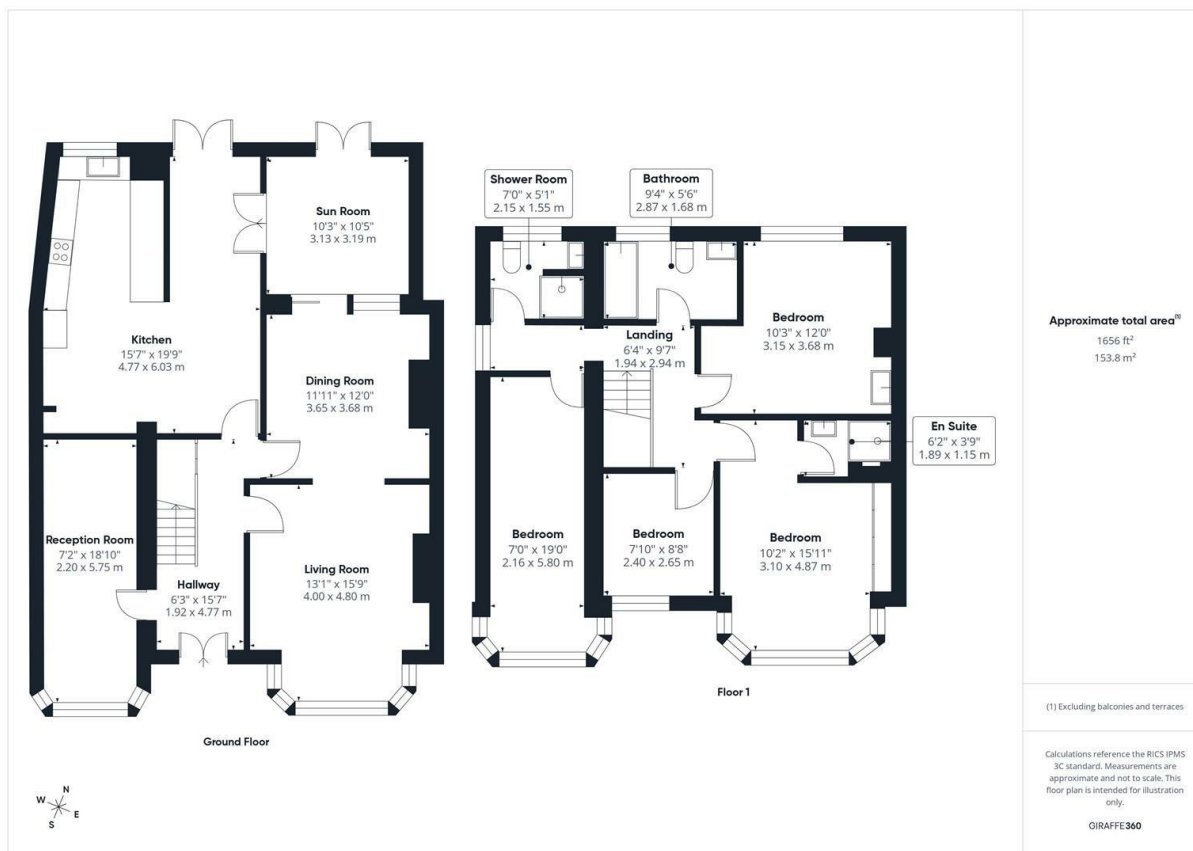 Sun Room
10'3" x 10'5"
3.13 x 3.19 m
Kitchen
15'7" x 19'9"
4.77 x 6.03 m
Dining Room
11'11" x 12'0"
3.65 x 3.68 m
Reception Room
7'2" x 18'10"
2.20 x 5.75 m
Hallway
6'3" x 15'7"
1.92 x 4.77 m
Living Room
13'1" x 15'9"
4.00 x 4.80 m
Ground Floor
Shower Room
7'0" x 5'1"
2.15 x 1.55 m
Bathroom
9'4" x 5'6"
2.87 x 1.68 m
Bedroom
10'3" x 12'0"
3.15 x 3.68 m
Landing
6'4" x 9'7"
1.94 x 2.94 m
En Suite
6'2" x 3'9"
1.89 x 1.15 m
Bedroom
7'0" x 19'0"
2.16 x 5.80 m
Bedroom
7'10" x 8'8"
2.40 x 2.65 m
Bedroom
10'2" x 15'11"
3.10 x 4.87 m
Floor 1
N
W
E
S
Approximate total area(1)
1656 ft²
153.8 m²
(1) Excluding balconies and terraces
Calculations reference the RICS IPMS
3C standard. Measurements are
approximate and not to scale. This
floor plan is intended for illustration
only.
GIRAFFE360